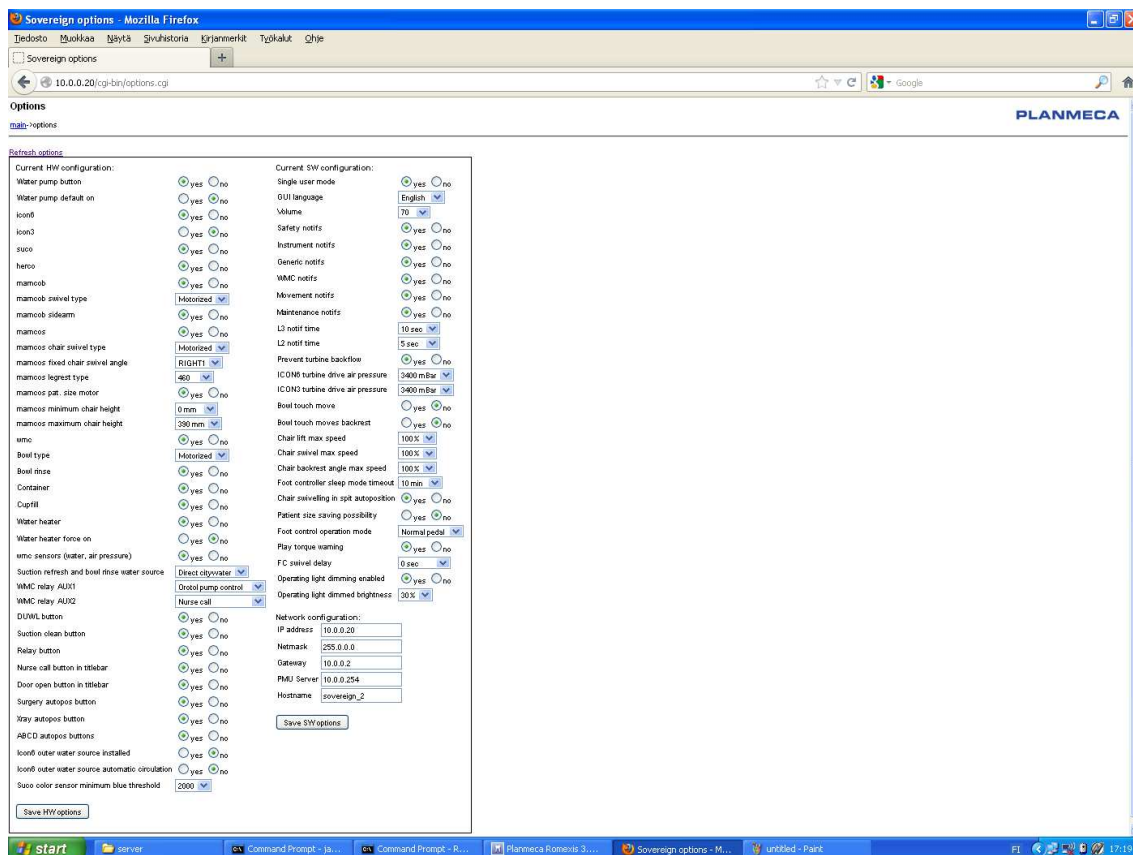 Sovereign options - Mozilla Firefox
Tiedosto Muokkaa Näytä Sivuhistoria Kirjanmerkit Työkalut Ohje
Sovereign options +
10.0.0.20/cgi-bin/options.cgi Google
Options
PLANMECA
main->options
Refresh options
Current HW configuration:
Water pump button yes no
Water pump default on yes no
icon6 yes no
icon3 yes no
suco yes no
herco yes no
mamcob yes no
mamcob swivel type Motorized
mamcob sidearm yes no
mamcos yes no
mamcos chair swivel type Motorized
mamcos fixed chair swivel angle RIGHT1
mamcos legrest type 460
mamcos pat. size motor yes no
mamcos minimum chair height 0 mm
mamcos maximum chair height 390 mm
wmc yes no
Bowl type Motorized
Bowl rinse yes no
Container yes no
Cupfill yes no
Water heater yes no
Water heater force on yes no
wmc sensors (water, air pressure) yes no
Suction refresh and bowl rinse water source Direct citywater
WMC relay AUX1 Orotol pump control
WMC relay AUX2 Nurse call
DUWL button yes no
Suction clean button yes no
Relay button yes no
Nurse call button in titlebar yes no
Door open button in titlebar yes no
Surgery autopos button yes no
Xray autopos button yes no
ABCD autopos buttons yes no
Icon6 outer water source installed yes no
Icon6 outer water source automatic circulation yes no
Suco color sensor minimum blue threshold 2000
Save HW options
Current SW configuration:
Single user mode yes no
GUI language English
Volume 70
Safety notifs yes no
Instrument notifs yes no
Generic notifs yes no
WMC notifs yes no
Movement notifs yes no
Maintenance notifs yes no
L3 notif time 10 sec
L2 notif time 5 sec
Prevent turbine backflow yes no
ICON6 turbine drive air pressure 3400 mBar
ICON3 turbine drive air pressure 3400 mBar
Bowl touch move yes no
Bowl touch moves backrest yes no
Chair lift max speed 100%
Chair swivel max speed 100%
Chair backrest angle max speed 100%
Foot controller sleep mode timeout 10 min
Chair swivelling in spit autoposition yes no
Patient size saving possibility yes no
Foot control operation mode Normal pedal
Play torque warning yes no
FC swivel delay 0 sec
Operating light dimming enabled yes no
Operating light dimmed brightness 30%
Network configuration:
IP address 10.0.0.20
Netmask 255.0.0.0
Gateway 10.0.0.2
PMU Server 10.0.0.254
Hostname sovereign_2
Save SW options
start server Command Prompt - ja... Command Prompt - R... Planmeca Romexis 3.... Sovereign options - M... untitled - Paint FI 17:19